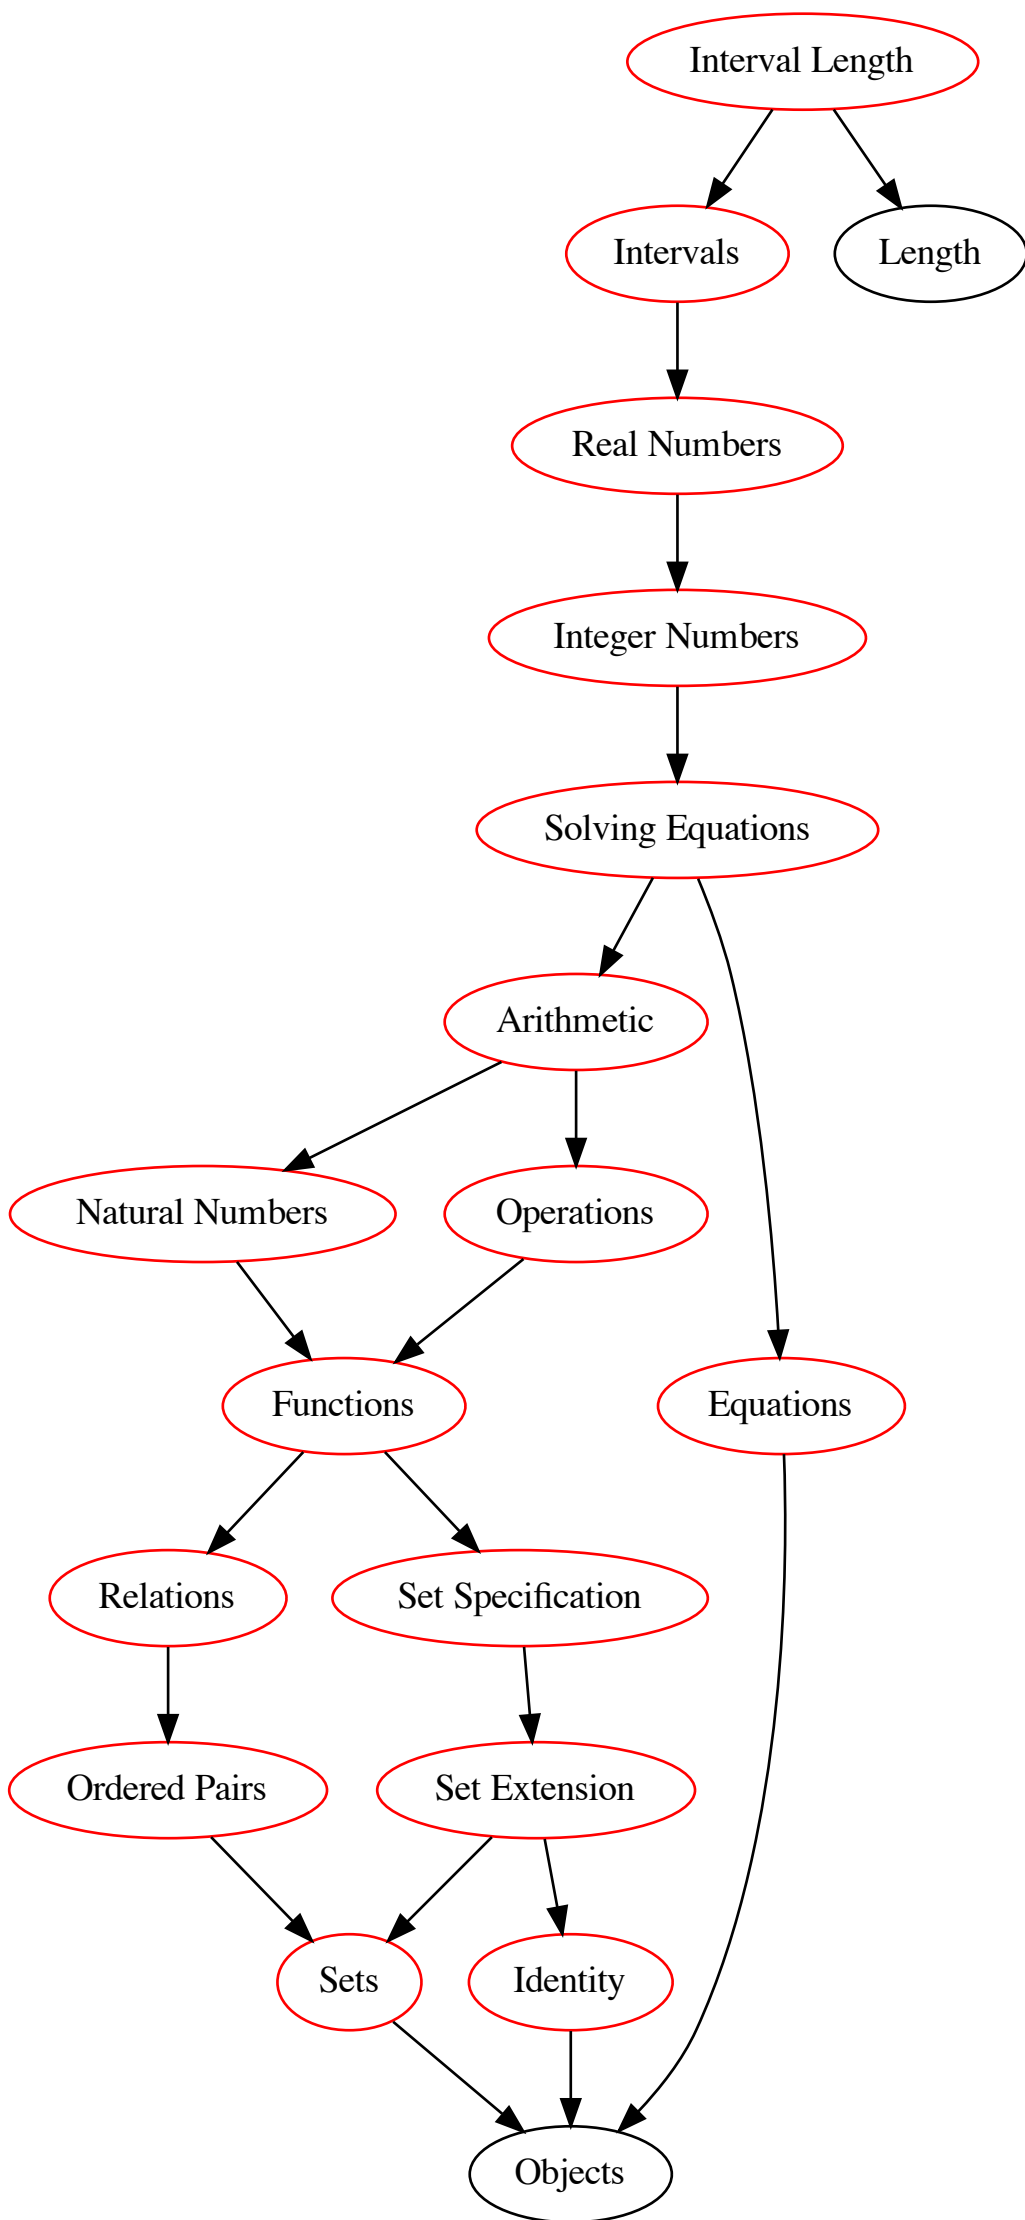 Interval Length
Intervals
Length
Real Numbers
Integer Numbers
Solving Equations
Arithmetic
Natural Numbers
Operations
Functions
Equations
Relations
Set Specification
Ordered Pairs
Set Extension
Sets
Identity
Objects